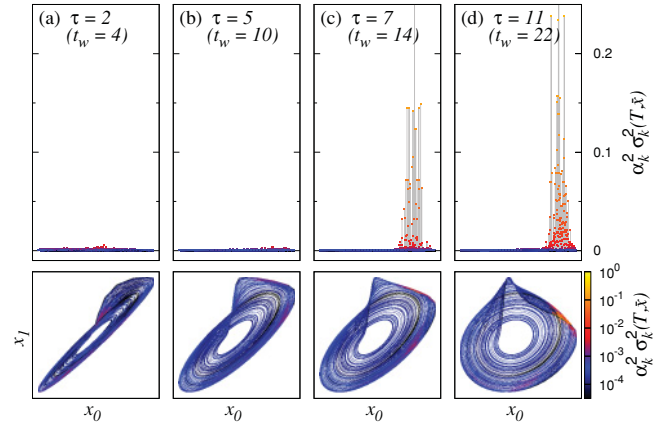 (a) τ = 2
(t_w = 4)
(b) τ = 5
(t_w = 10)
(c) τ = 7
(t_w = 14)
(d) τ = 11
(t_w = 22)
0.2
0.1
0
α_k^2 σ_k^2(T,x̃)
x_1
x_0
x_0
x_0
x_0
10^0
10^-1
10^-2
10^-3
10^-4
α_k^2 σ_k^2(T,x̃)